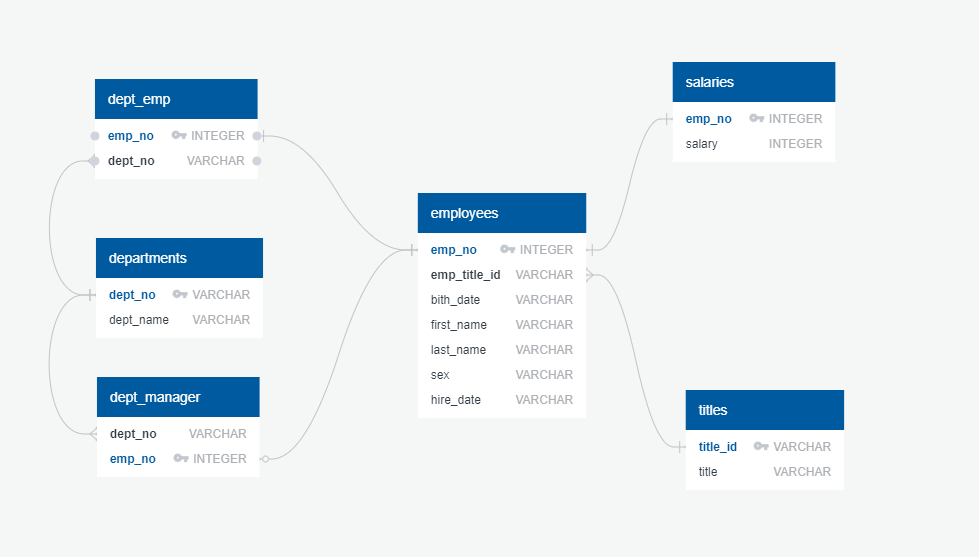 dept_emp
emp_no INTEGER
dept_no VARCHAR
departments
dept_no VARCHAR
dept_name VARCHAR
dept_manager
dept_no VARCHAR
emp_no INTEGER
employees
emp_no INTEGER
emp_title_id VARCHAR
bith_date VARCHAR
first_name VARCHAR
last_name VARCHAR
sex VARCHAR
hire_date VARCHAR
salaries
emp_no INTEGER
salary INTEGER
titles
title_id VARCHAR
title VARCHAR